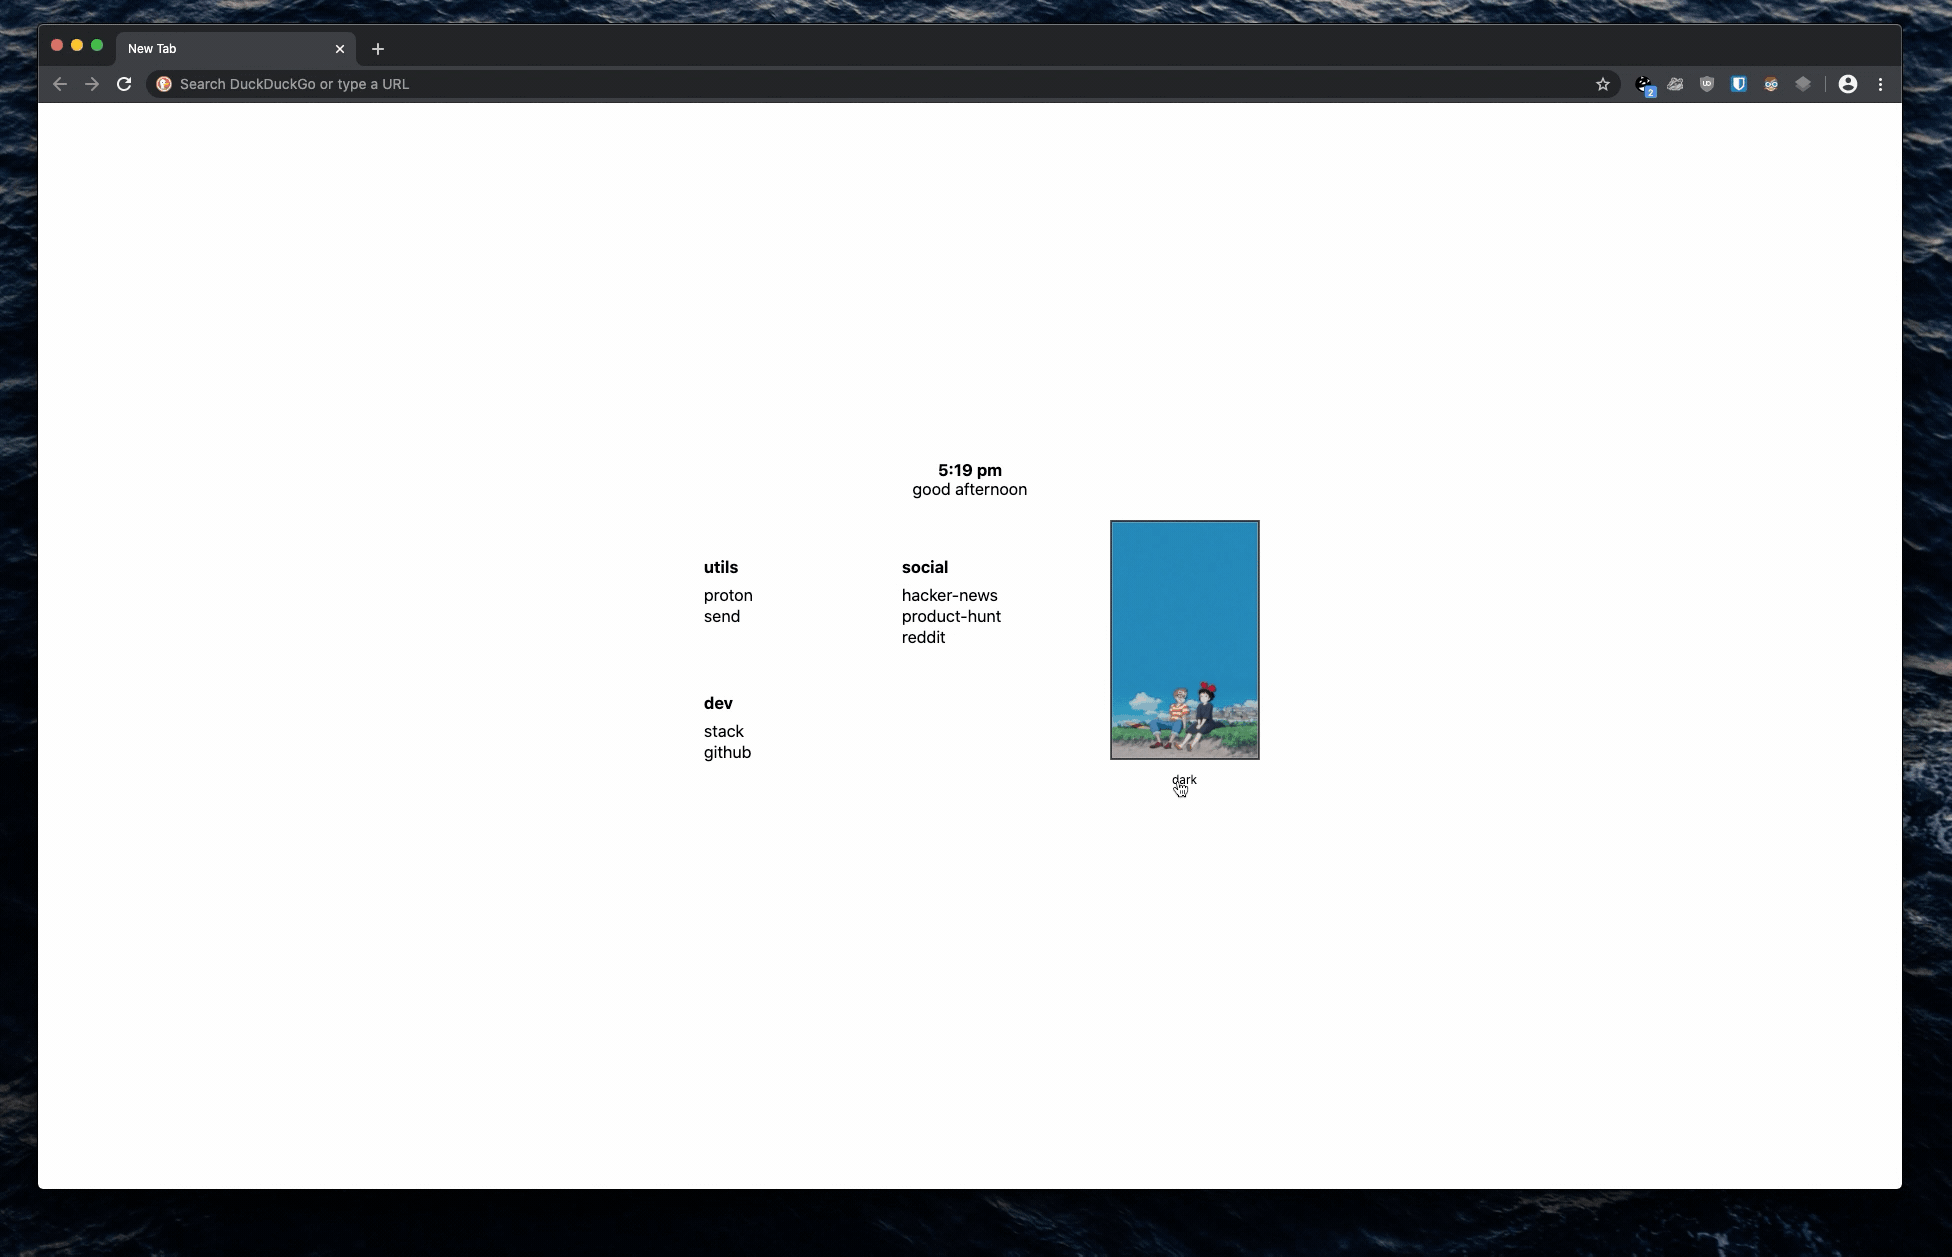 New Tab
Search DuckDuckGo or type a URL
2
5:19 pm
good afternoon
utils
proton
send
social
hacker-news
product-hunt
reddit
dev
stack
github
dark